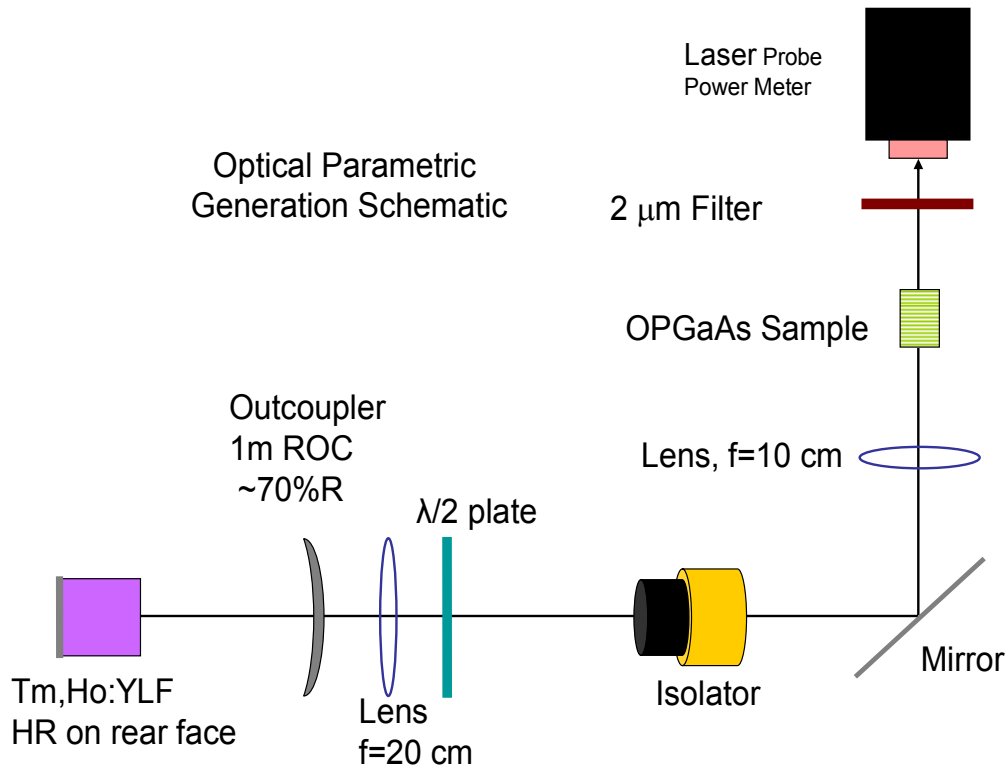 Laser Probe
Power Meter
Optical Parametric
Generation Schematic
2 μm Filter
OPGaAs Sample
Outcoupler
1m ROC
~70%R
Lens, f=10 cm
λ/2 plate
Mirror
Isolator
Tm,Ho:YLF
HR on rear face
Lens
f=20 cm